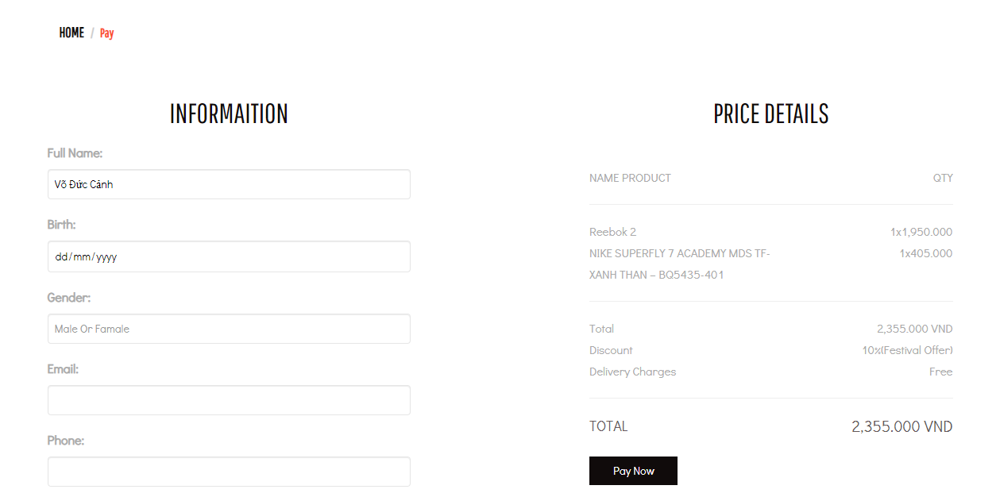 HOME / Pay
INFORMAITION
Full Name:
Võ Đức Cảnh
Birth:
dd/mm/yyyy
Gender:
Male Or Famale
Email:
Phone:
PRICE DETAILS
NAME PRODUCT QTY
Reebok 2 1x1,950.000
NIKE SUPERFLY 7 ACADEMY MDS TF- 1x405.000
XANH THAN – BQ5435-401
Total 2,355.000 VND
Discount 10%(Festival Offer)
Delivery Charges Free
TOTAL 2,355.000 VND
Pay Now